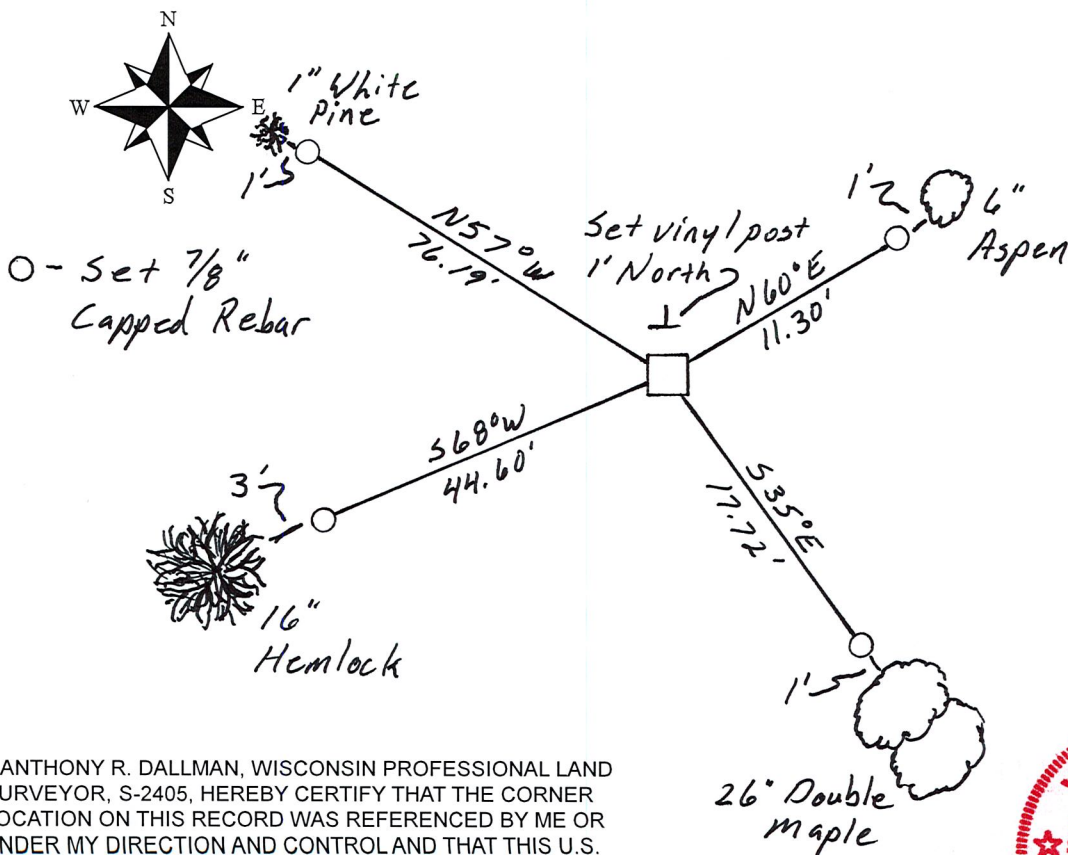 N
W
E
S
1" White
Pine
1'
N57°W
76.19'
Set vinyl post
1' North
1'
6"
Aspen
N60°E
11.30'
O - Set 7/8"
Capped Rebar
S68°W
44.60'
3'
16"
Hemlock
S35°E
17.72'
1'
26" Double
Maple
ANTHONY R. DALLMAN, WISCONSIN PROFESSIONAL LAND
URVEYOR, S-2405, HEREBY CERTIFY THAT THE CORNER
OCATION ON THIS RECORD WAS REFERENCED BY ME OR
NDER MY DIRECTION AND CONTROL AND THAT THIS U.S.